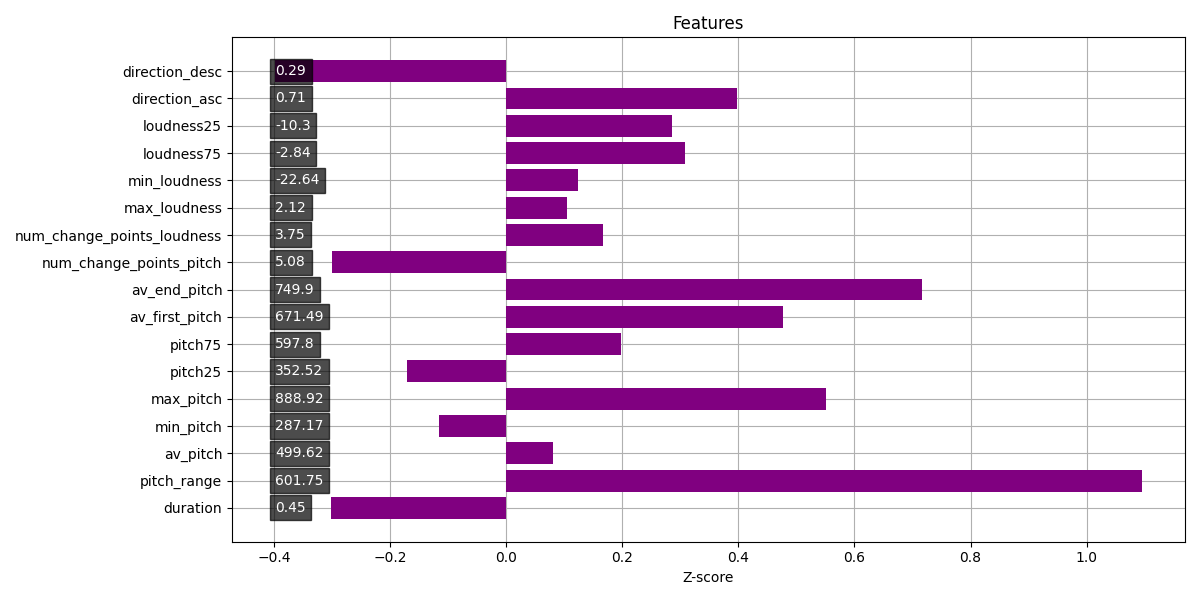 Features
direction_desc 0.29
direction_asc 0.71
loudness25 -10.3
loudness75 -2.84
min_loudness -22.64
max_loudness 2.12
num_change_points_loudness 3.75
num_change_points_pitch 5.08
av_end_pitch 749.9
av_first_pitch 671.49
pitch75 597.8
pitch25 352.52
max_pitch 888.92
min_pitch 287.17
av_pitch 499.62
pitch_range 601.75
duration 0.45
−0.4 −0.2 0.0 0.2 0.4 0.6 0.8 1.0
Z-score